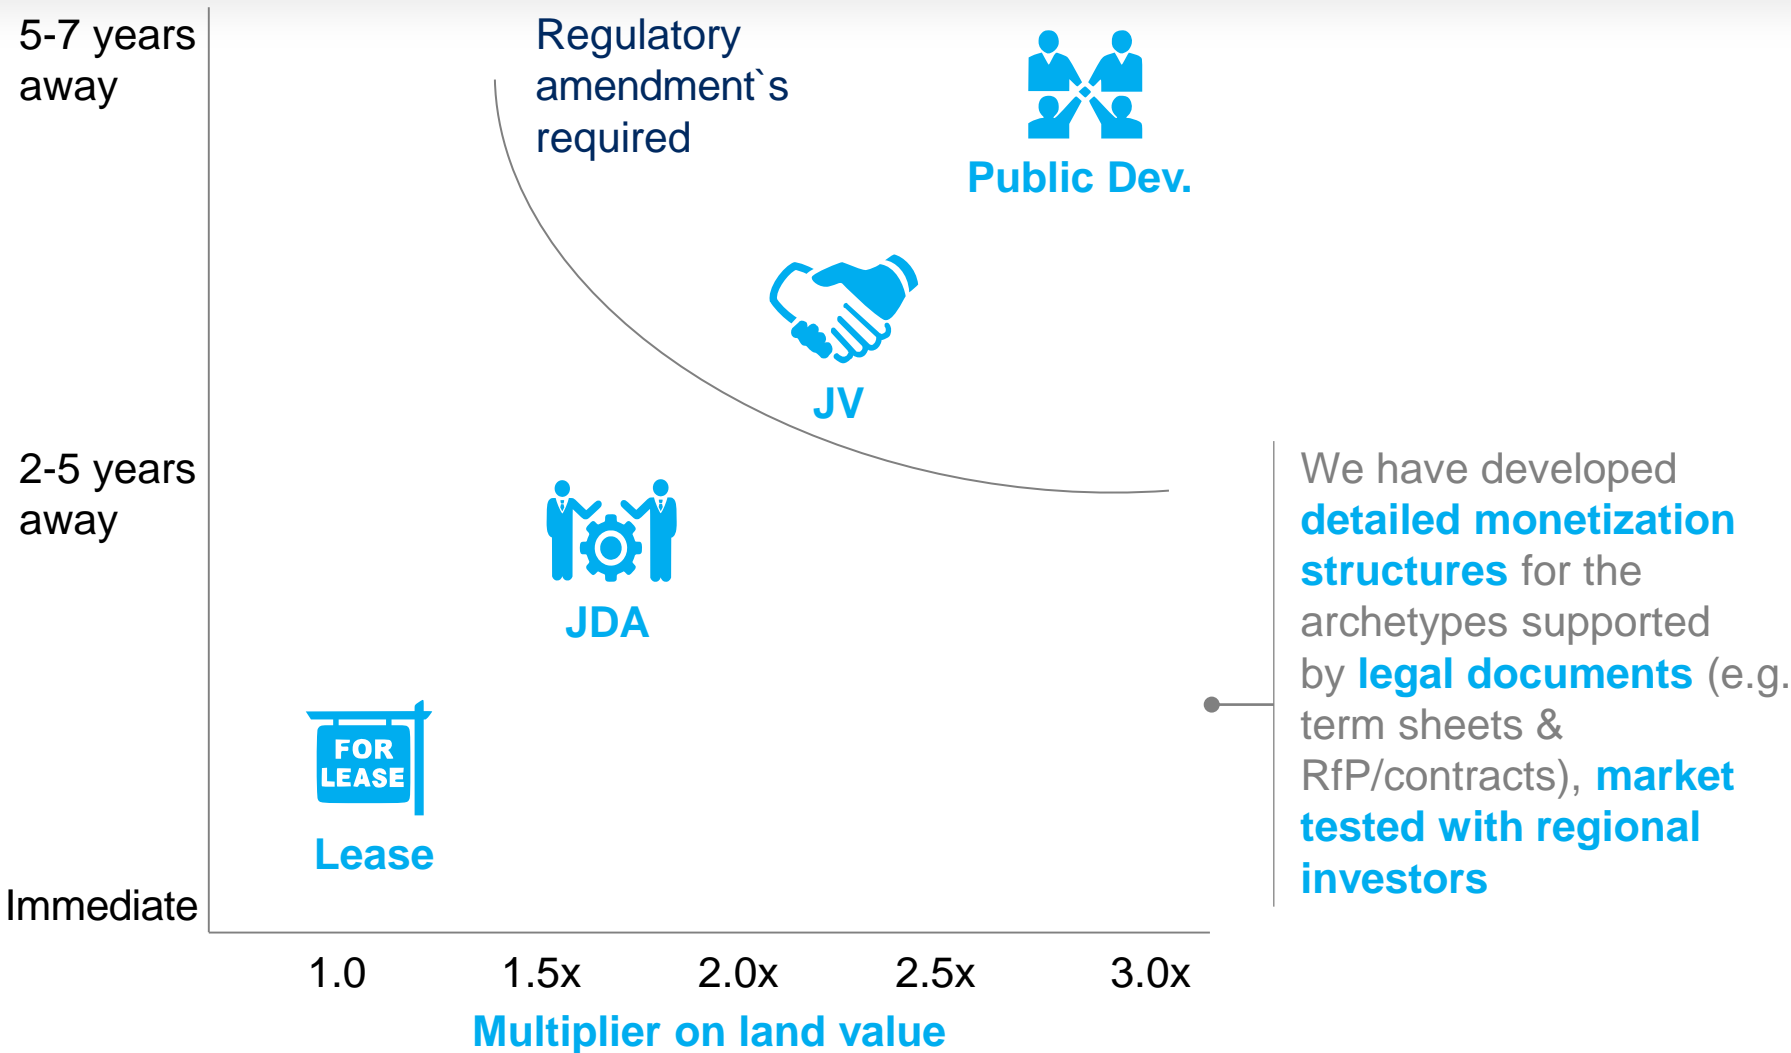 5-7 years
away
Regulatory
amendment`s
required
Public Dev.
JV
2-5 years
away
JDA
FOR
LEASE
Lease
Immediate
1.0
1.5x
2.0x
2.5x
3.0x
Multiplier on land value
We have developed
detailed monetization
structures for the
archetypes supported
by legal documents (e.g.
term sheets &
RfP/contracts), market
tested with regional
investors